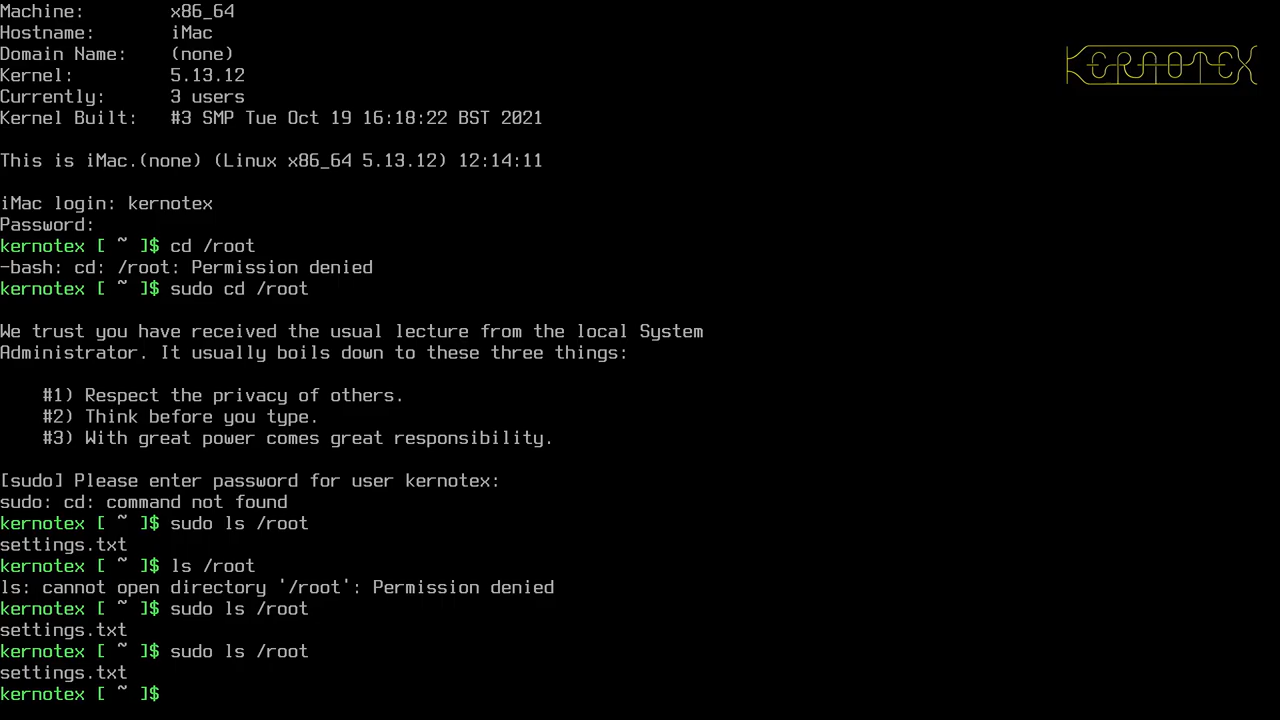 Machine:        x86_64
Hostname:       iMac
Domain Name:    (none)
Kernel:         5.13.12
Currently:      3 users
Kernel Built:   #3 SMP Tue Oct 19 16:18:22 BST 2021
This is iMac.(none) (Linux x86_64 5.13.12) 12:14:11
iMac login: kernotex
Password:
kernotex [ ~ ]$ cd /root
-bash: cd: /root: Permission denied
kernotex [ ~ ]$ sudo cd /root
We trust you have received the usual lecture from the local System
Administrator. It usually boils down to these three things:
#1) Respect the privacy of others.
#2) Think before you type.
#3) With great power comes great responsibility.
[sudo] Please enter password for user kernotex:
sudo: cd: command not found
kernotex [ ~ ]$ sudo ls /root
settings.txt
kernotex [ ~ ]$ ls /root
ls: cannot open directory '/root': Permission denied
kernotex [ ~ ]$ sudo ls /root
settings.txt
kernotex [ ~ ]$ sudo ls /root
settings.txt
kernotex [ ~ ]$
KERNOTEX